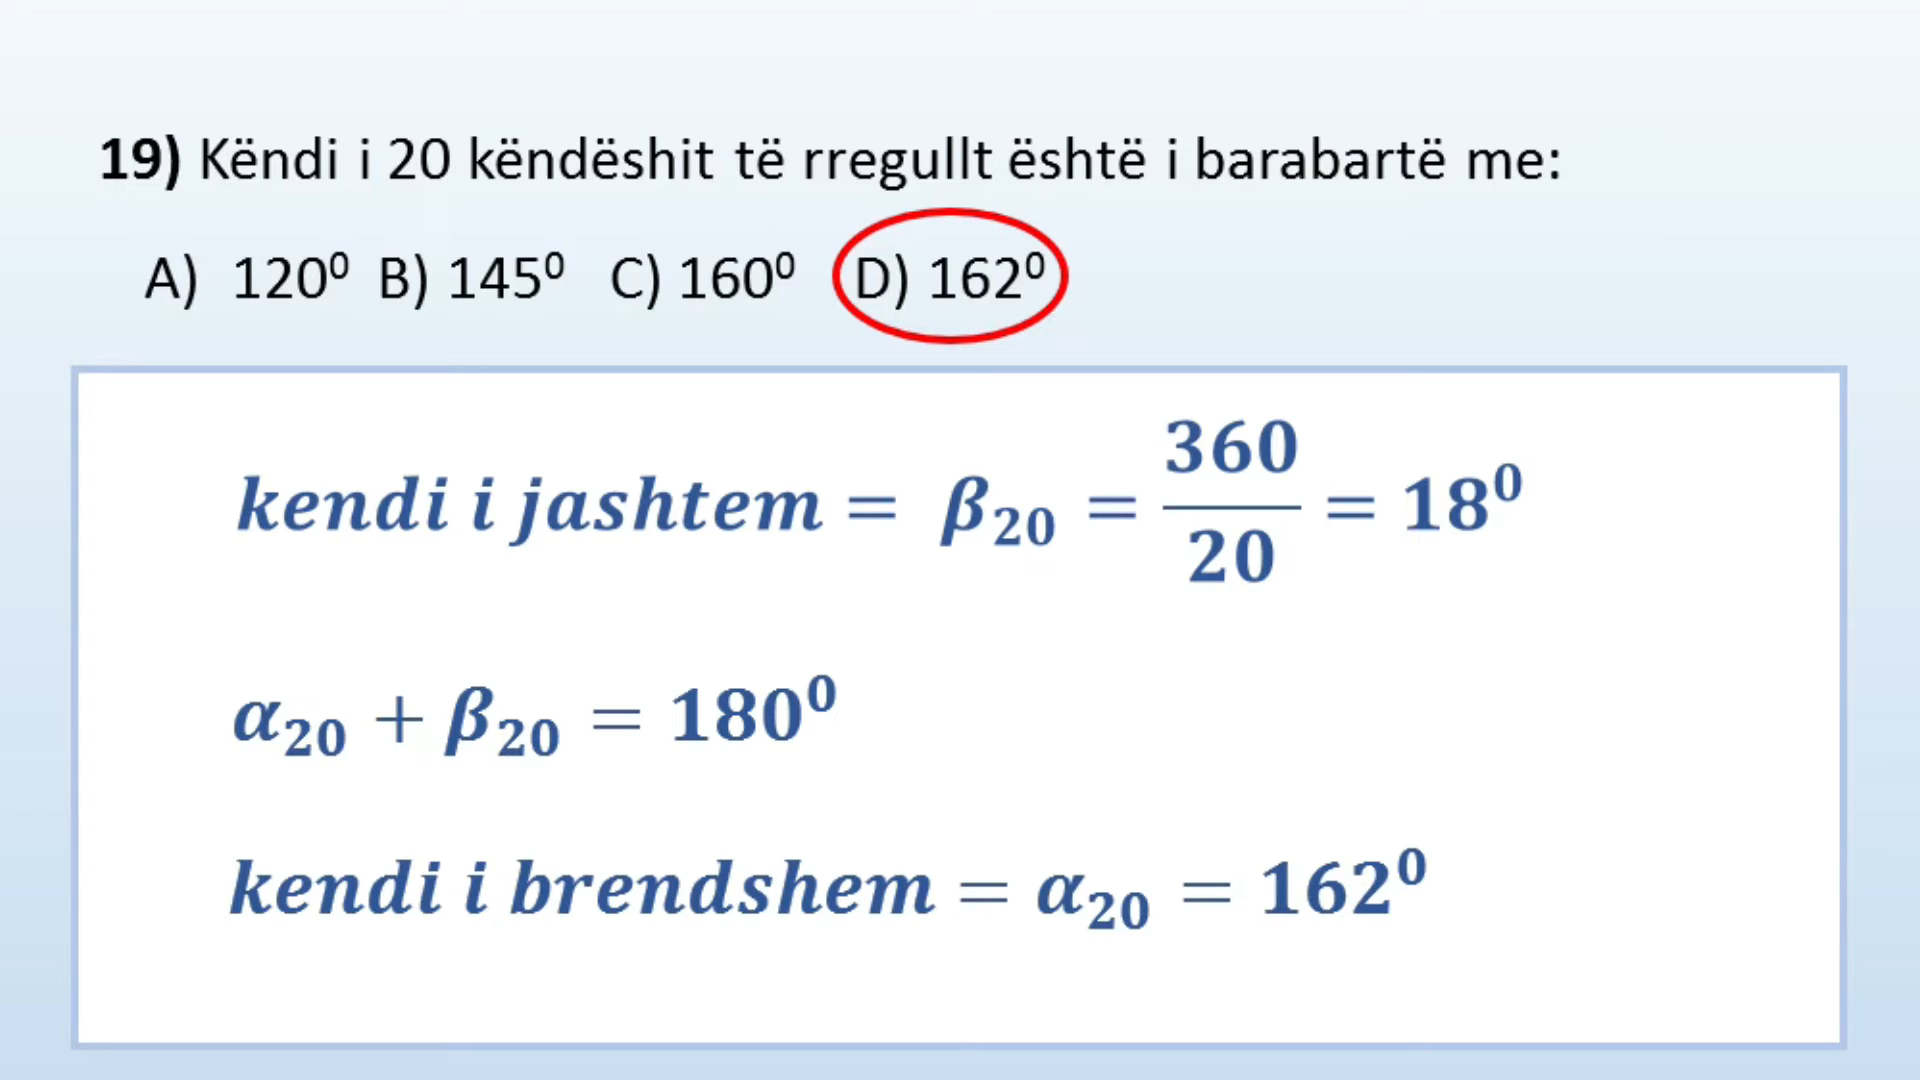 19) Këndi i 20 këndëshit të rregullt është i barabartë me:
A) 120⁰ B) 145⁰ C) 160⁰ D) 162⁰
kendi i jashtem = β₂₀ = 360/20 = 18⁰
α₂₀ + β₂₀ = 180⁰
kendi i brendshem = α₂₀ = 162⁰